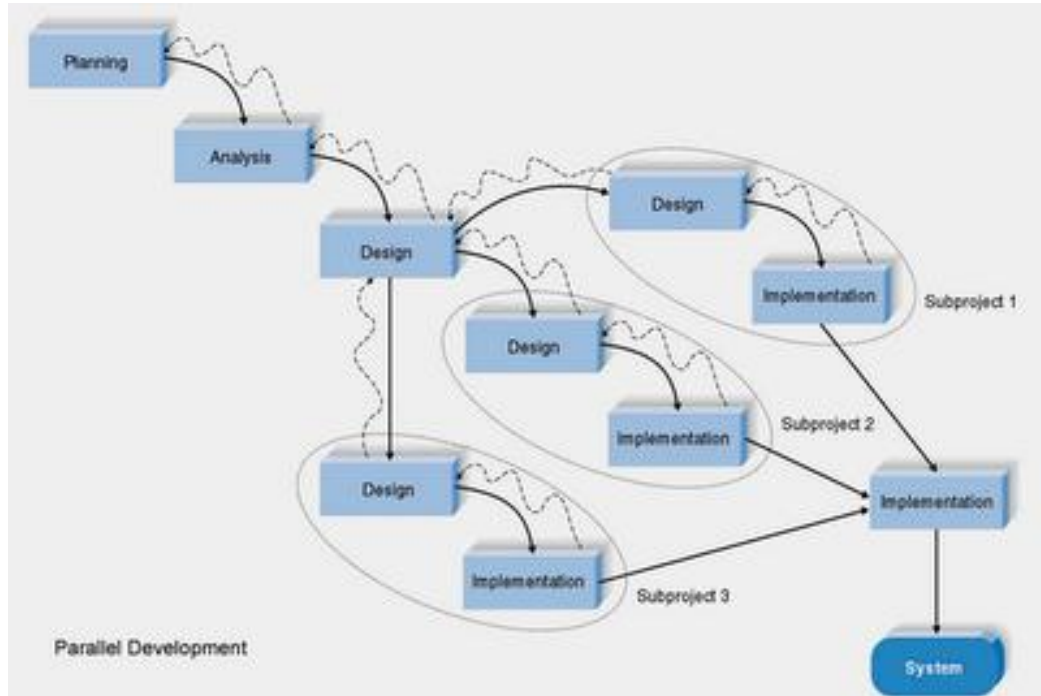 Planning
Analysis
Design
Design
Implementation
Subproject 1
Design
Implementation
Subproject 2
Design
Implementation
Subproject 3
Implementation
System
Parallel Development